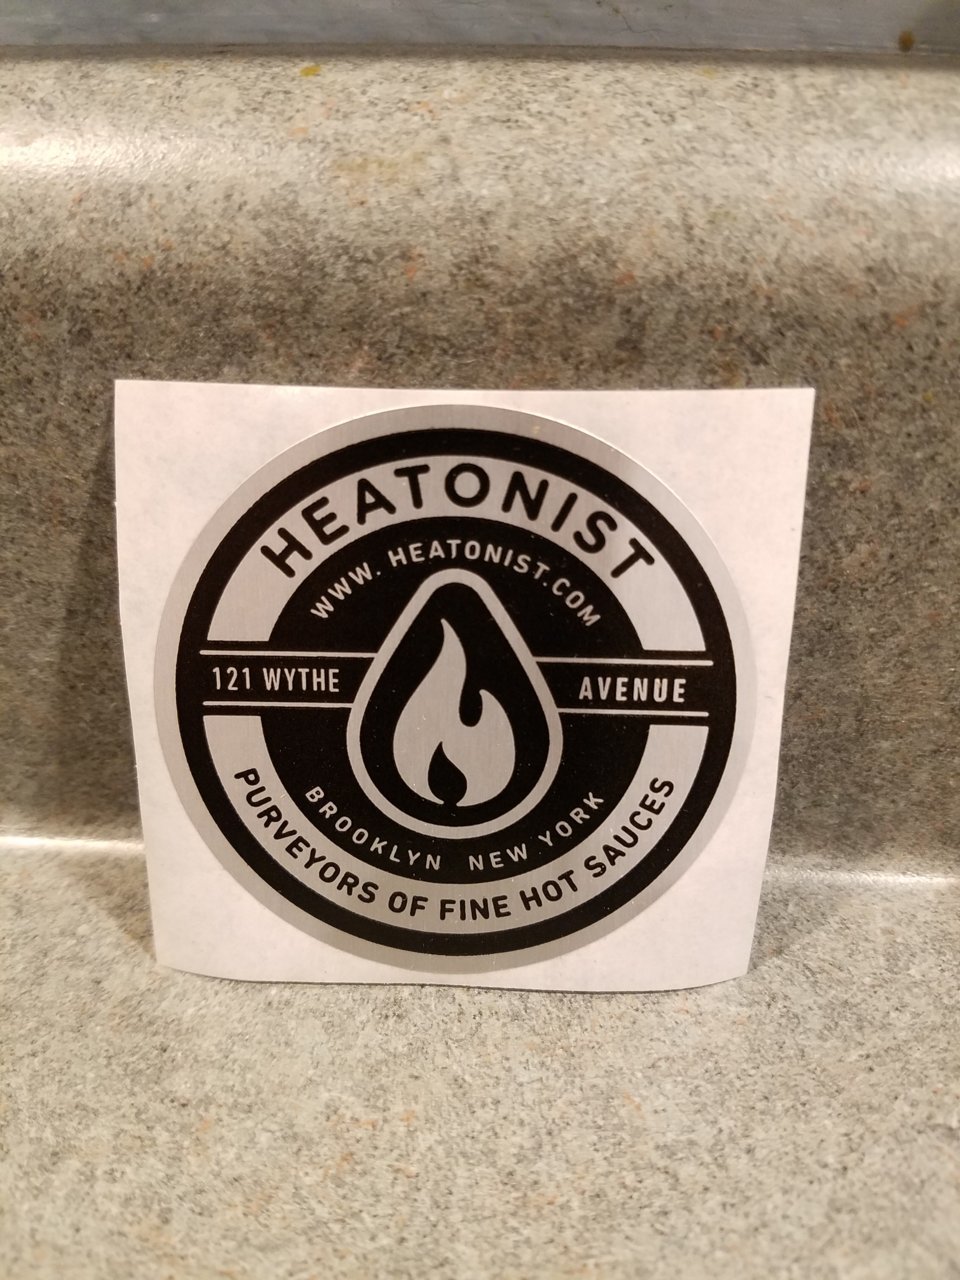 HEATONIST
WWW. HEATONIST.COM
121 WYTHE AVENUE
BROOKLYN NEW YORK
PURVEYORS OF FINE HOT SAUCES